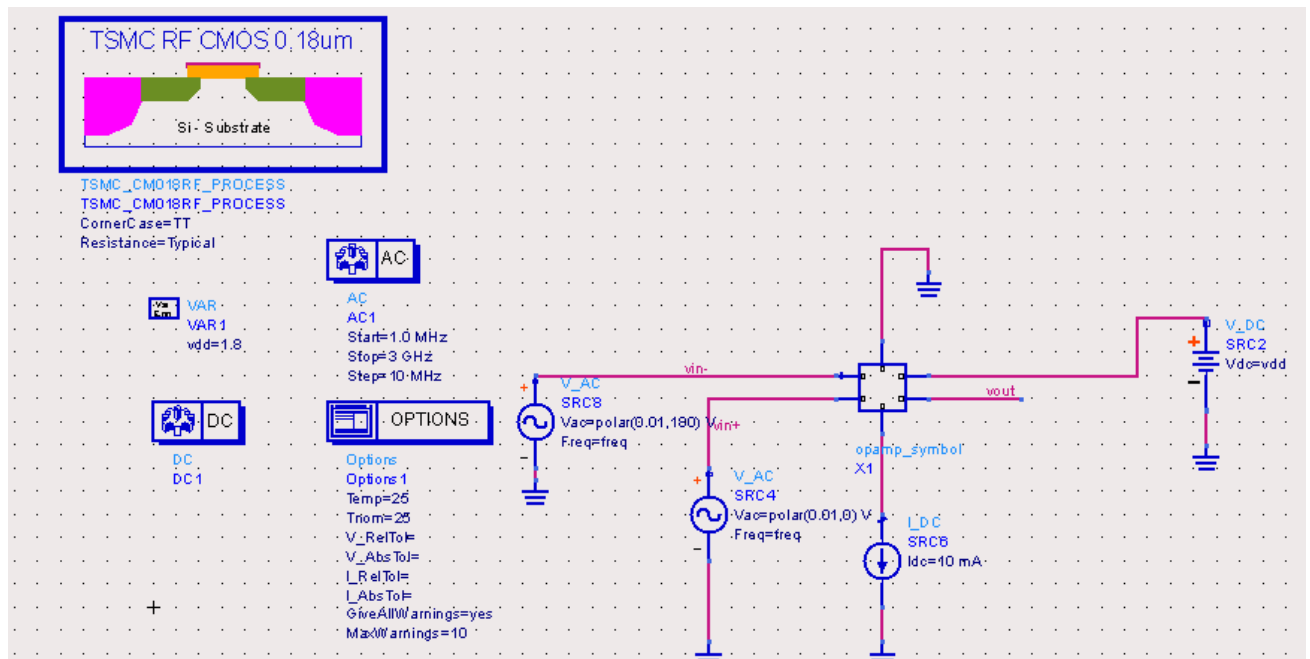 TSMC RF CMOS 0.18um
Si - Substrate
TSMC_CM018RF_PROCESS
TSMC_CM018RF_PROCESS
CornerCase=TT
Resistance=Typical
VAR
VAR1
vdd=1.8
AC
AC
AC1
Start=1.0 MHz
Stop=3 GHz
Step=10 MHz
DC
DC
DC1
OPTIONS
Options
Options1
Temp=25
Tnom=25
V_RelTol=
V_AbsTol=
I_RelTol=
I_AbsTol=
GiveAllWarnings=yes
MaxWarnings=10
vin-
V_AC
Vac=polar(0.01,180) V
Freq=freq
vin+
V_AC
SRC4
Vac=polar(0.01,0) V
Freq=freq
opamp_symbol
X1
vout
I_DC
Idc=10 mA
V_DC
SRC2
Vdc=vdd